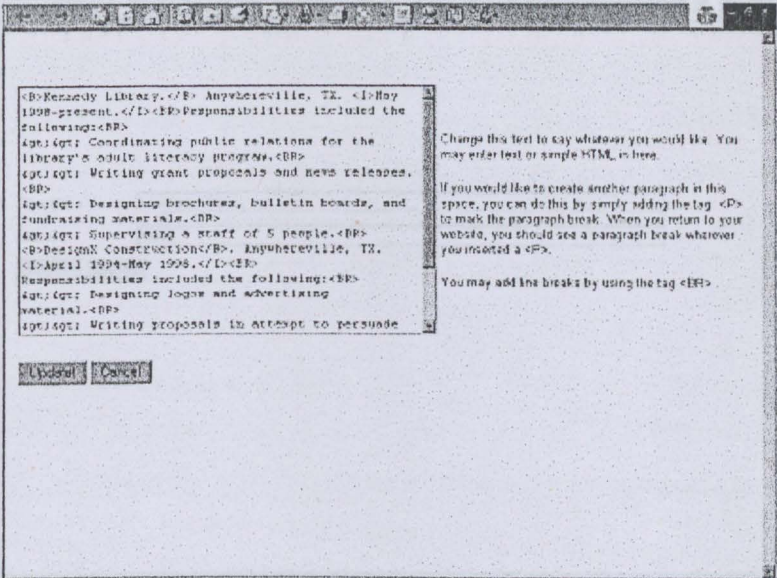 <B>Kennedy Library.</B> Anywhereville, TX. <I>May
1998-present.</I><BR>Responsibilities included the
following:<BR>
&gt;&gt; Coordinating public relations for the
library's adult literacy program.<BR>
&gt;&gt; Writing grant proposals and news releases.
<BR>
&gt;&gt; Designing brochures, bulletin boards, and
fundraising materials.<BR>
&gt;&gt; Supervising a staff of 5 people.<BR>
<B>DesignX Construction</B>. Anywhereville, TX.
<I>April 1994-May 1998.</I><BR>
Responsibilities included the following:<BR>
&gt;&gt; Designing logos and advertising
material.<BR>
&gt;&gt; Writing proposals in attempt to persuade
Change this text to say whatever you would like. You
may enter text or simple HTML in here.
If you would like to create another paragraph in this
space, you can do this by simply adding the tag <P>
to mark the paragraph break. When you return to your
website, you should see a paragraph break wherever
you inserted a <P>.
You may add line breaks by using the tag <BR>.
Update! Cancel